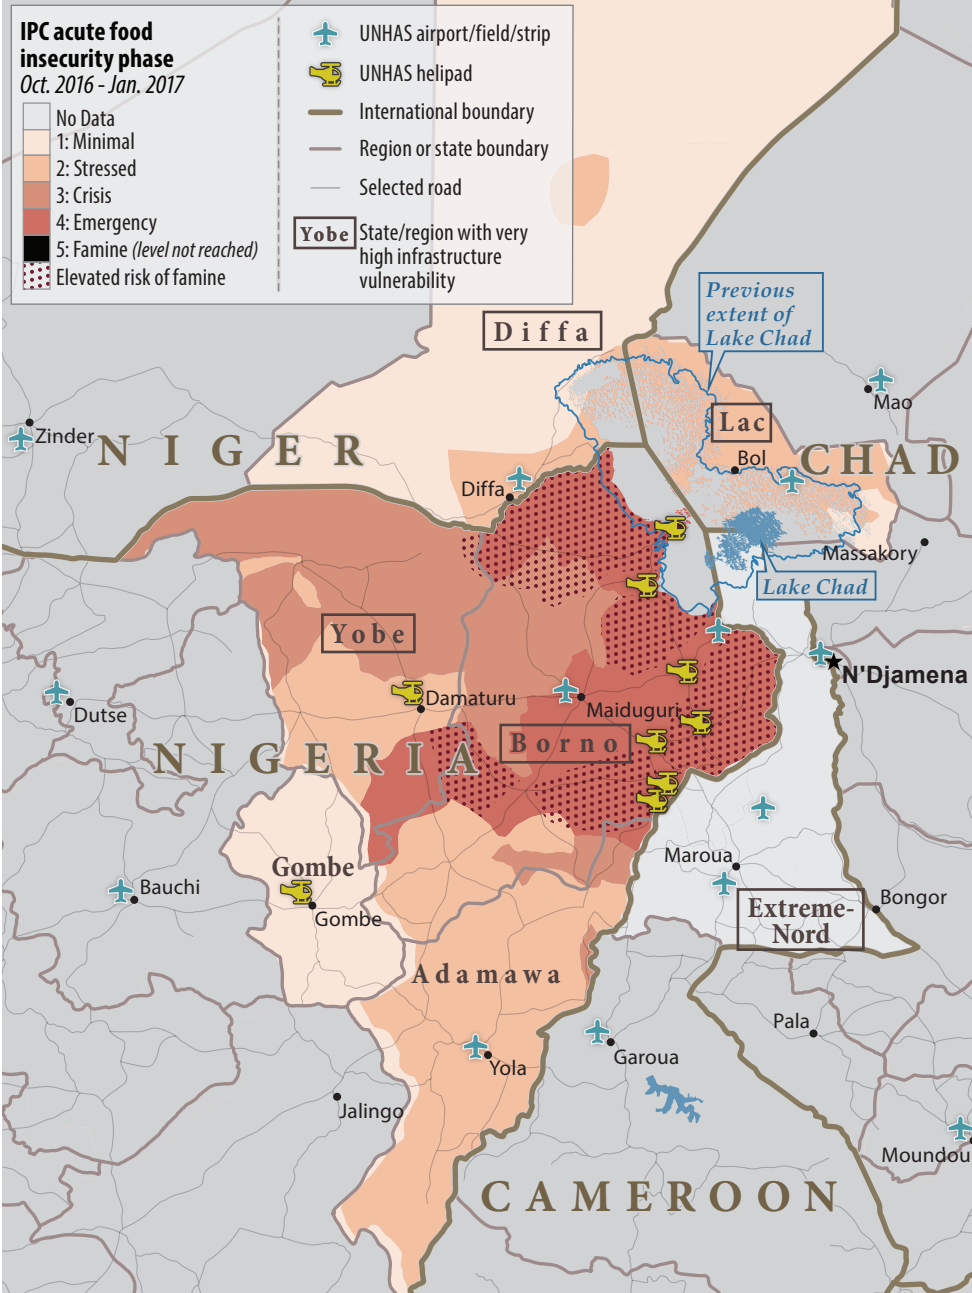 IPC acute food
insecurity phase
Oct. 2016 - Jan. 2017
No Data
1: Minimal
2: Stressed
3: Crisis
4: Emergency
5: Famine (level not reached)
Elevated risk of famine
UNHAS airport/field/strip
UNHAS helipad
International boundary
Region or state boundary
Selected road
Yobe
State/region with very
high infrastructure
vulnerability
Previous
extent of
Lake Chad
Diffa
Mao
Lac
Zinder
NIGER
Bol
CHAD
Diffa
Massakory
Lake Chad
Yobe
N'Djamena
Damaturu
Maiduguri
Dutse
Borno
NIGERIA
Maroua
Gombe
Bauchi
Gombe
Bongor
Extreme-
Nord
Adamawa
Pala
Garoua
Yola
Jalingo
Moundou
CAMEROON